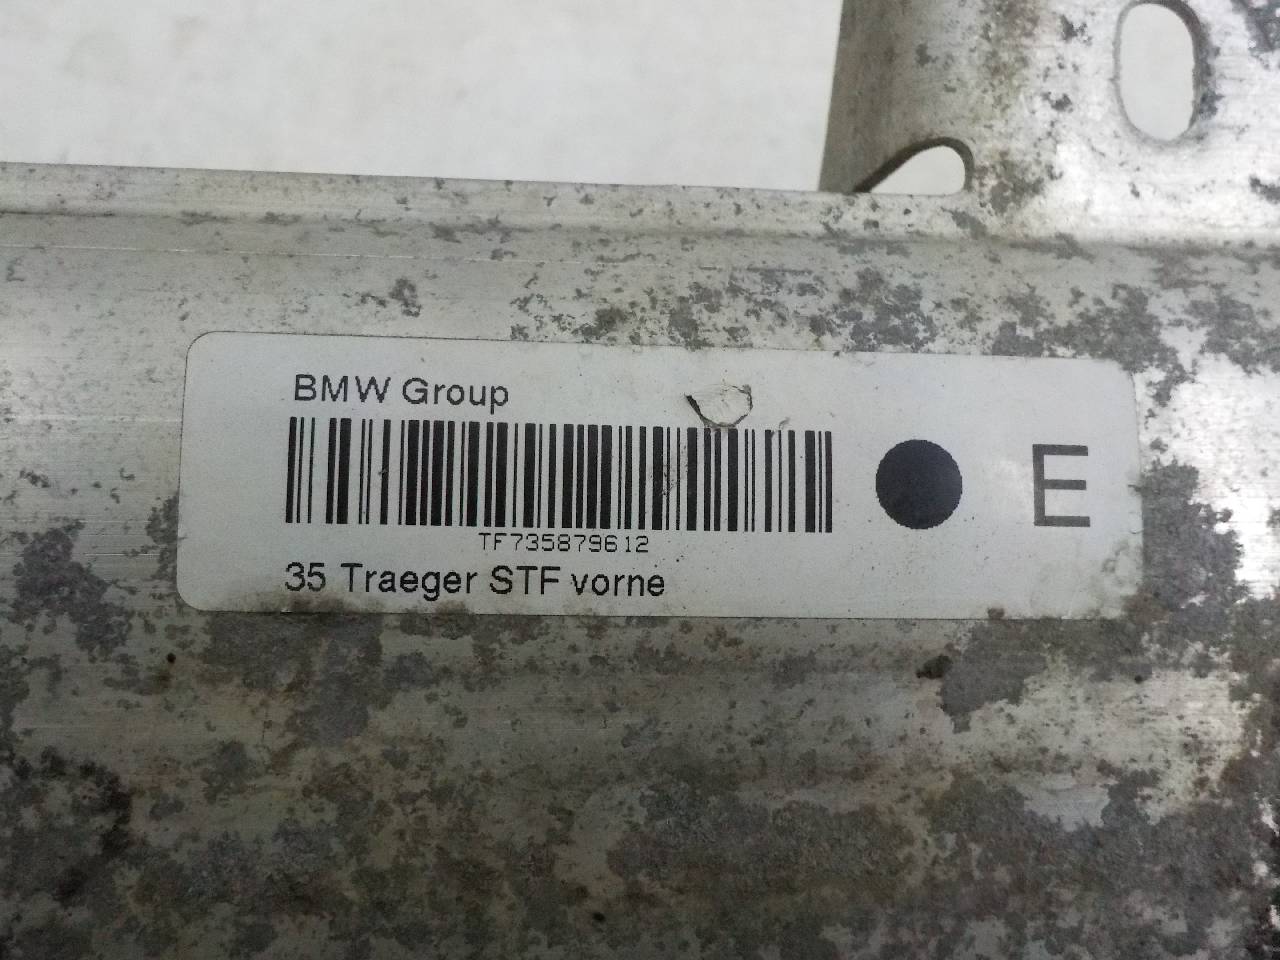 BMW Group
E
TF735879612
35 Traeger STF vorne